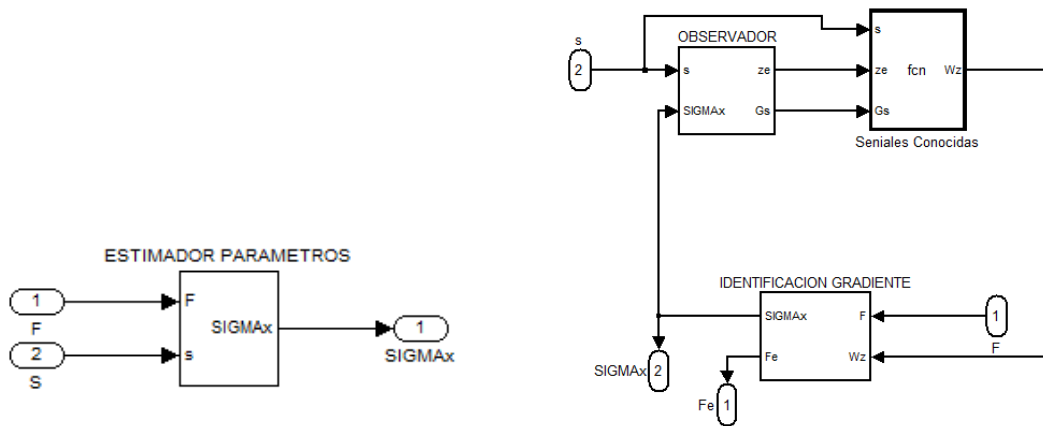 ESTIMADOR PARAMETROS
1
F
F
SIGMAx
1
SIGMAx
2
S
s
s
2
OBSERVADOR
s
ze
SIGMAx
Gs
s
ze
fcn
Wz
Gs
Seniales Conocidas
IDENTIFICACION GRADIENTE
SIGMAx
F
1
F
Fe
Wz
SIGMAx
2
Fe
1